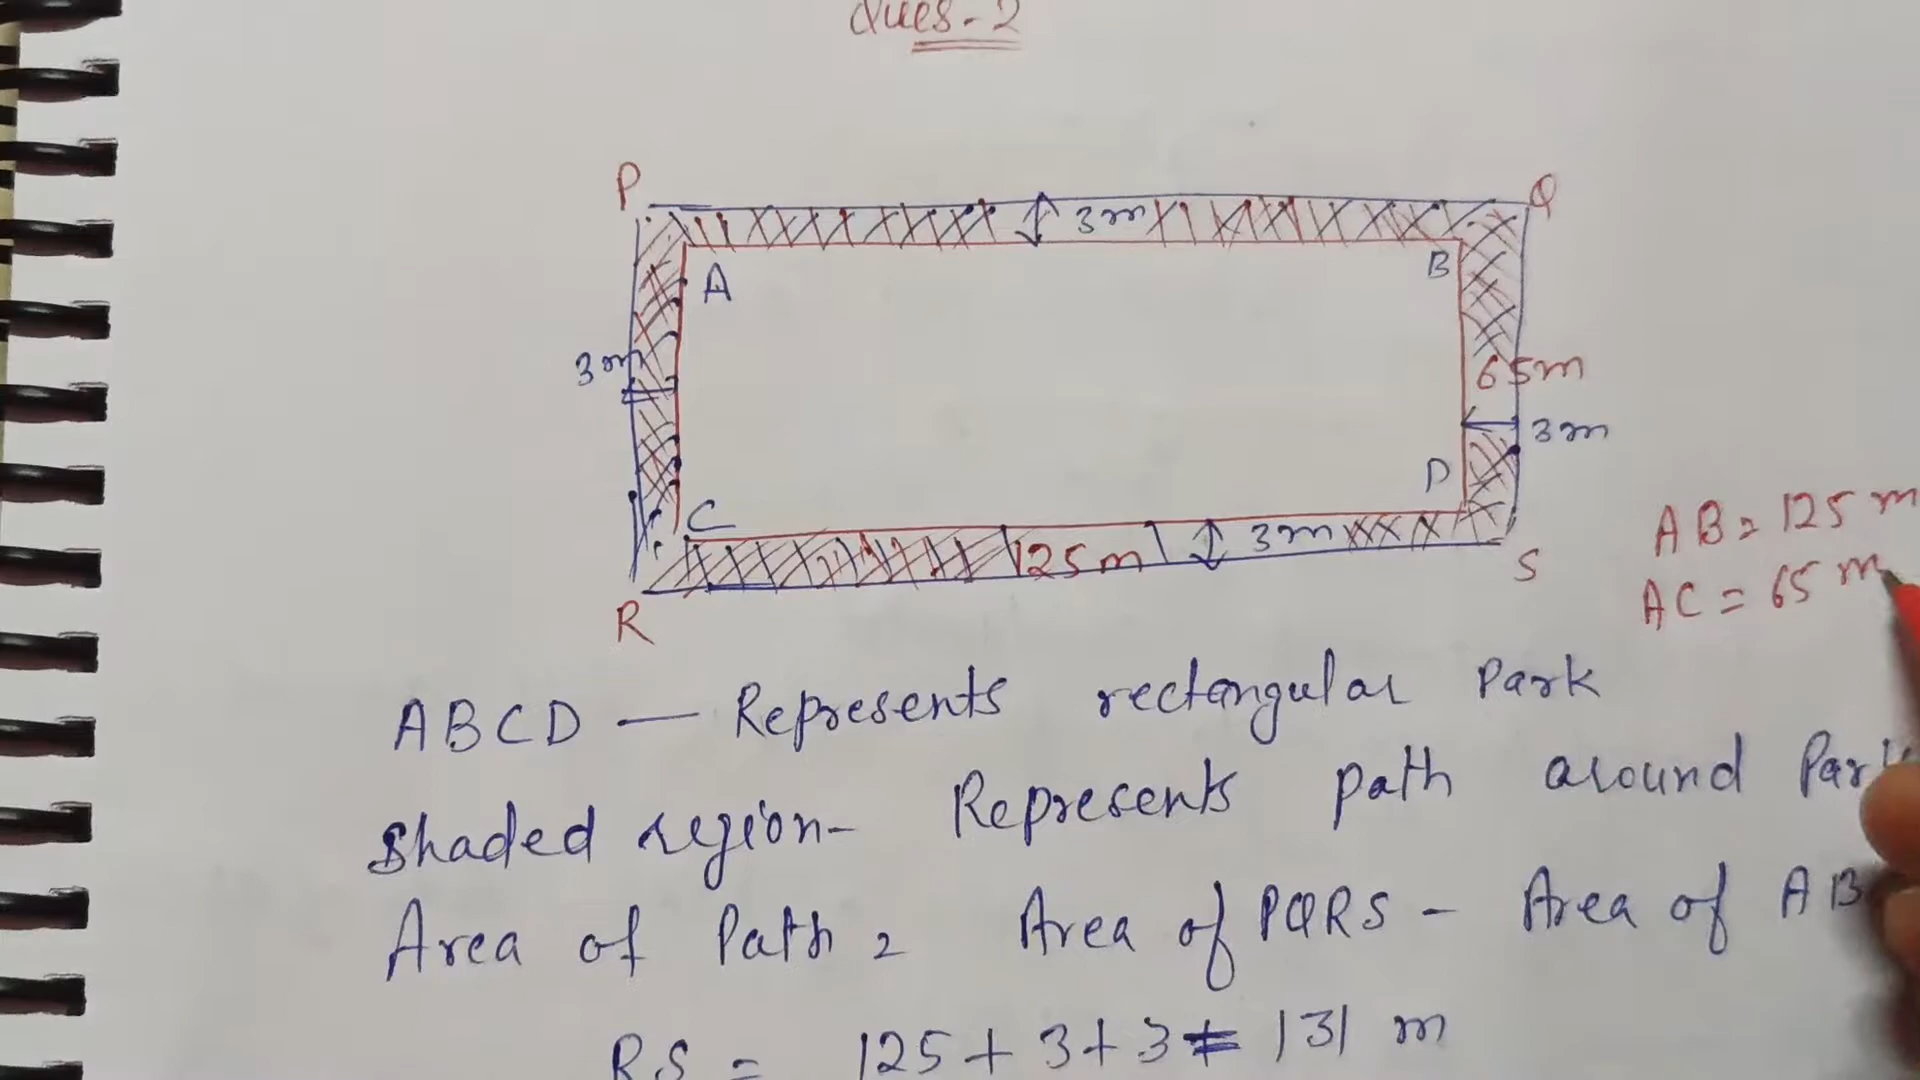 Ques-2
P
Q
3m
A
B
3m
65m
3m
D
C
3m
125m
S
R
AB = 125 m
AC = 65 m
ABCD — Represents rectangular Park
Shaded region- Represents path around Park
Area of Path = Area of PQRS - Area of AB
RS = 125 + 3 + 3 = 131 m